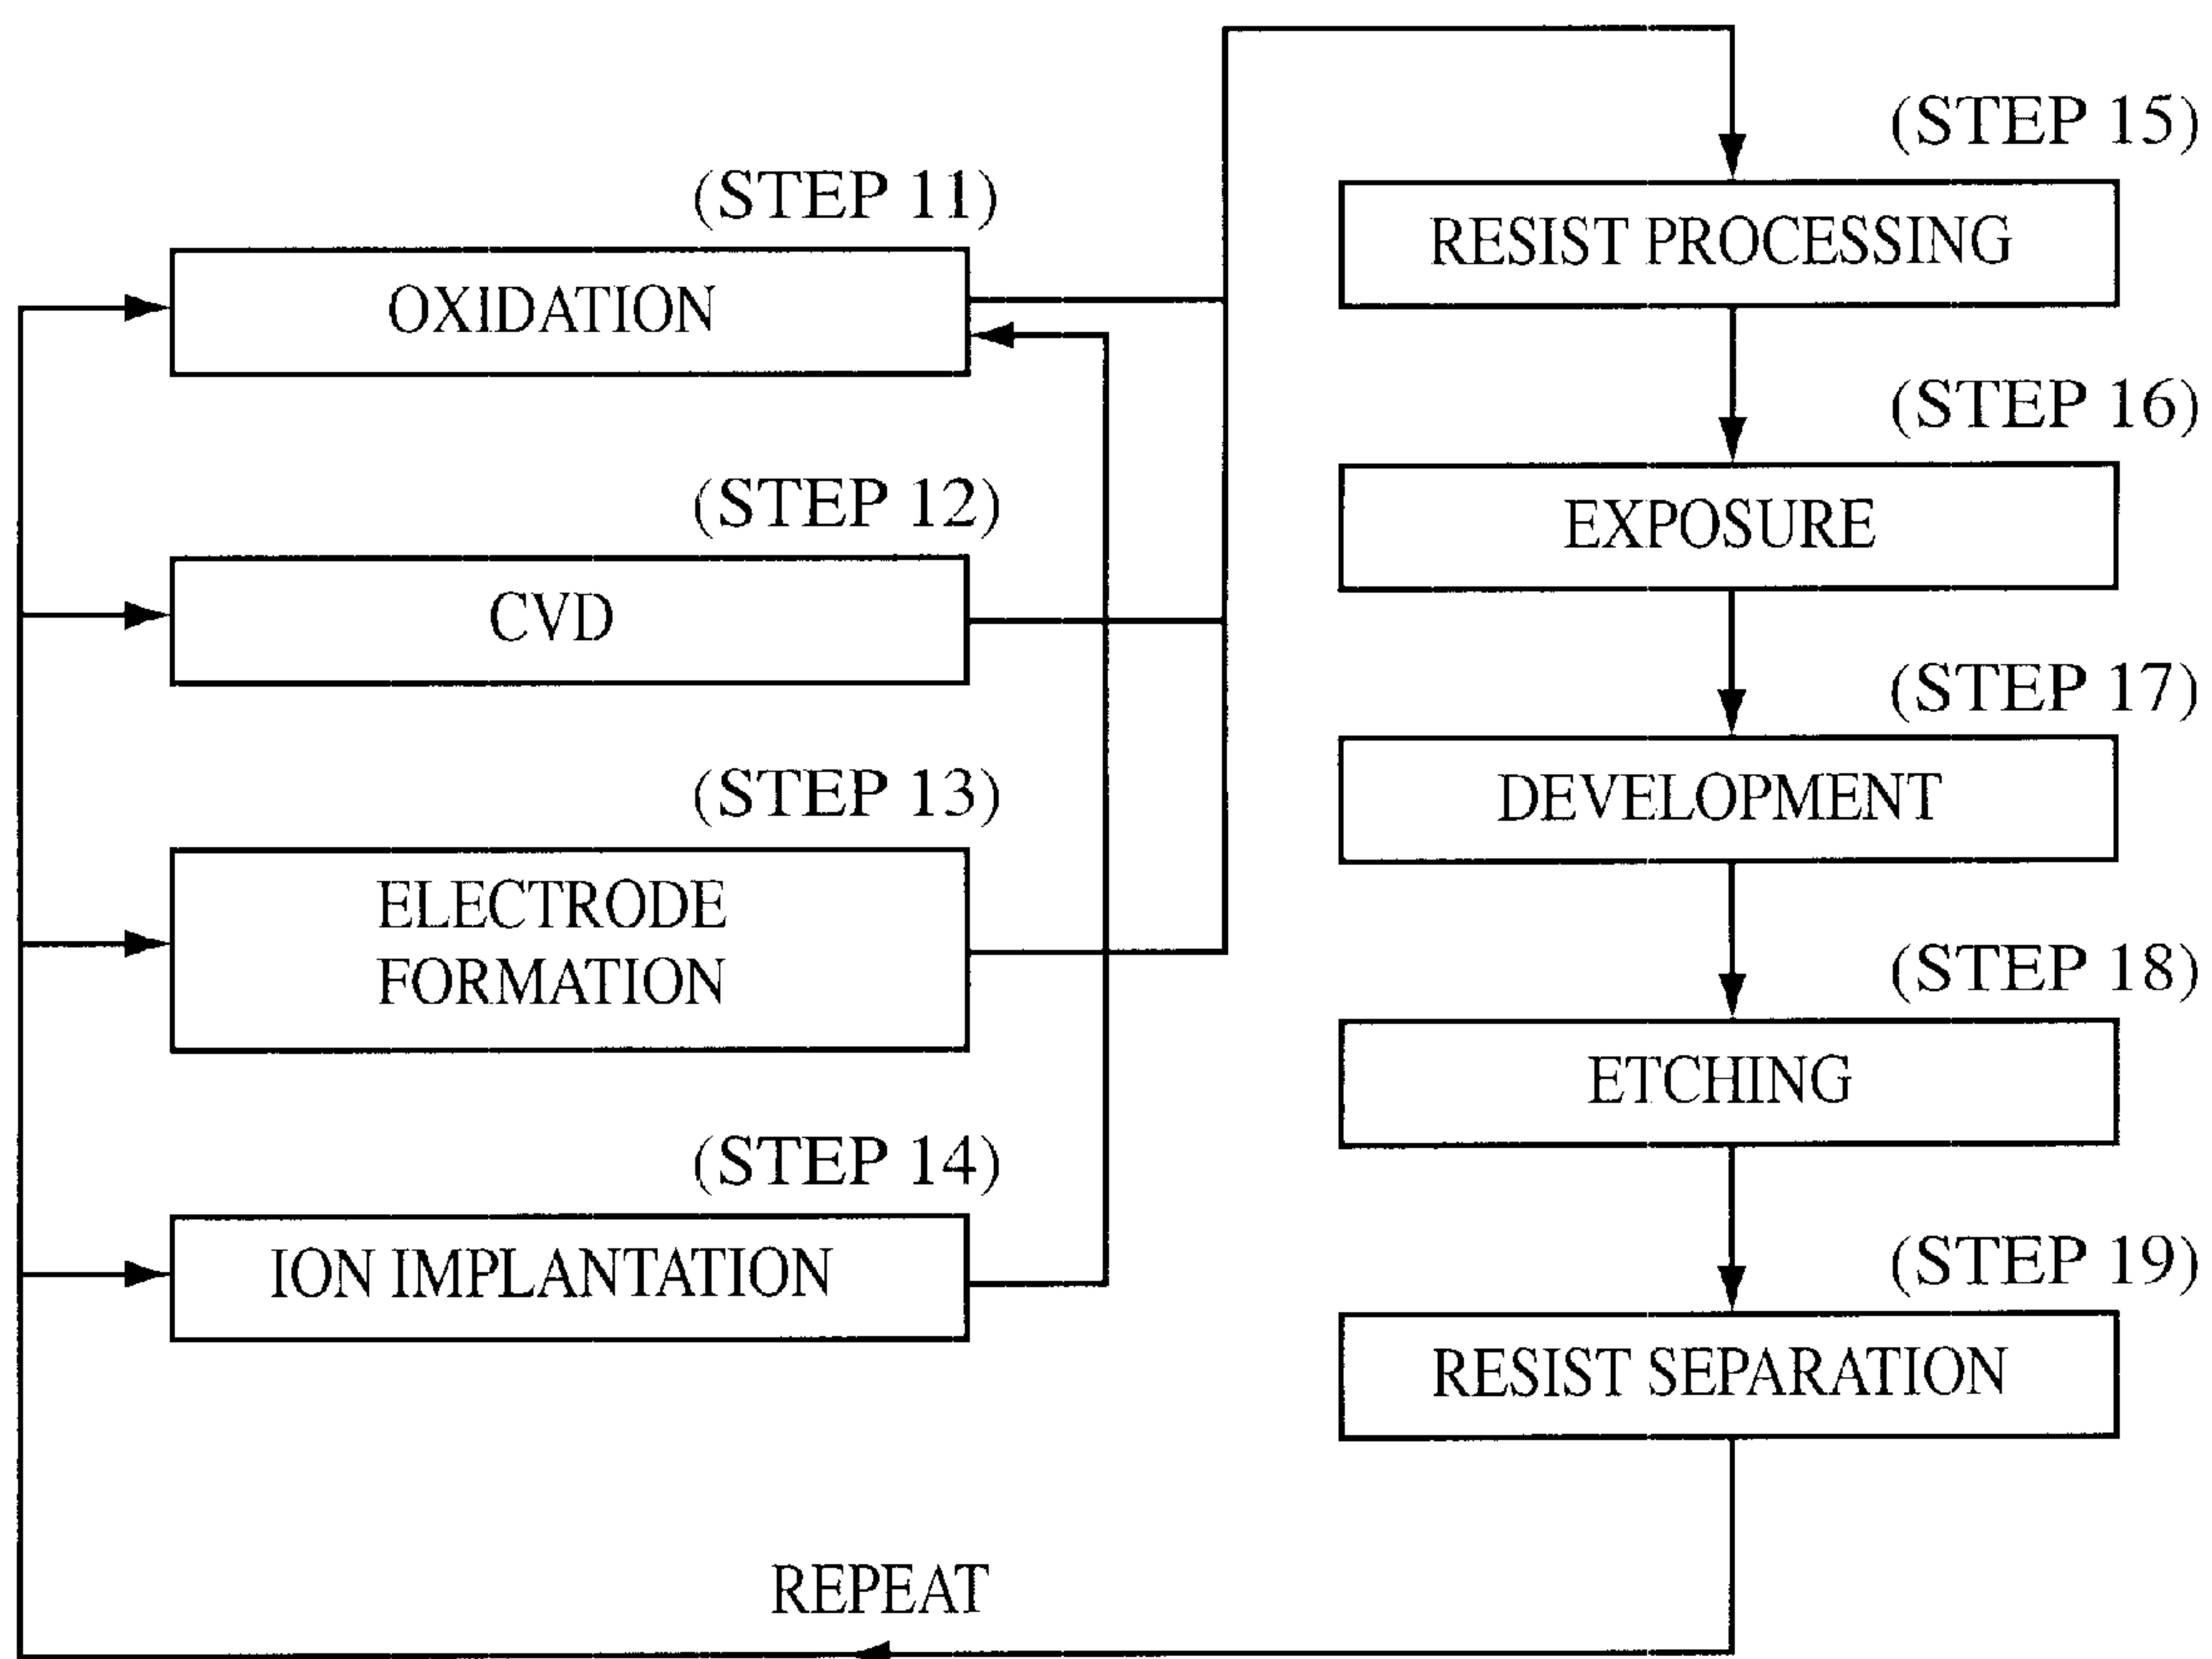 (STEP 11)
OXIDATION
(STEP 12)
CVD
(STEP 13)
ELECTRODE
FORMATION
(STEP 14)
ION IMPLANTATION
(STEP 15)
RESIST PROCESSING
(STEP 16)
EXPOSURE
(STEP 17)
DEVELOPMENT
(STEP 18)
ETCHING
(STEP 19)
RESIST SEPARATION
REPEAT